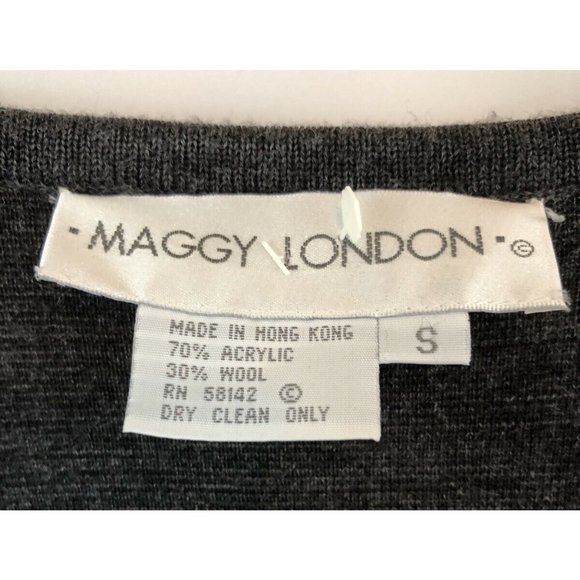 · MAGGY LONDON · ©
MADE IN HONG KONG
70% ACRYLIC
30% WOOL
RN 58142 ©
DRY CLEAN ONLY
S